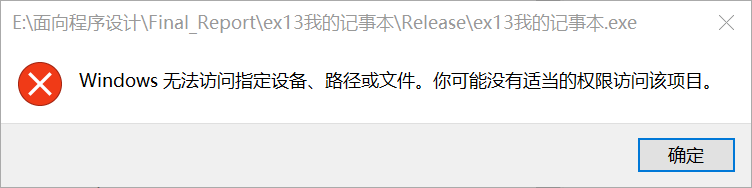 E:\面向程序设计\Final_Report\ex13我的记事本\Release\ex13我的记事本.exe
Windows 无法访问指定设备、路径或文件。你可能没有适当的权限访问该项目。
确定